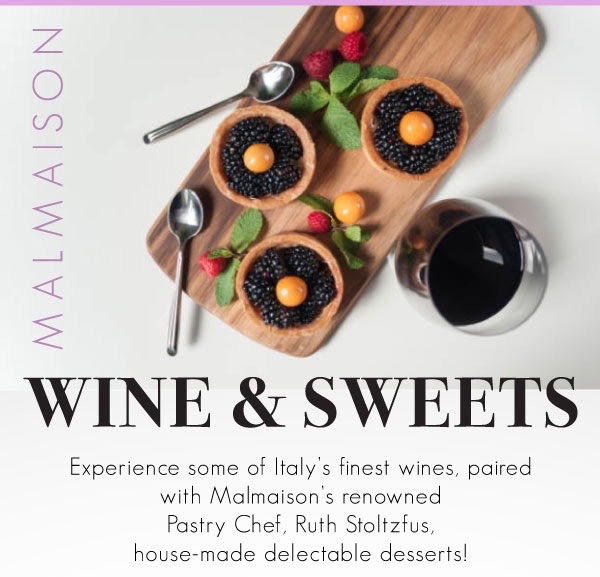 MALMAISON
WINE & SWEETS
Experience some of Italy's finest wines, paired
with Malmaison's renowned
Pastry Chef, Ruth Stoltzfus,
house-made delectable desserts!